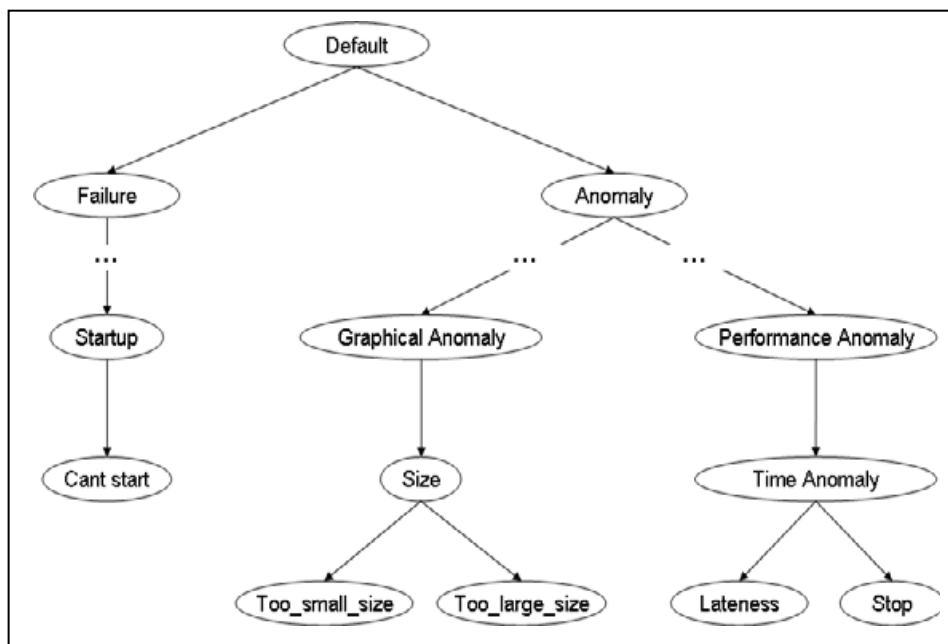 Default
Failure
Anomaly
...
...
...
Startup
Graphical Anomaly
Performance Anomaly
Cant start
Size
Time Anomaly
Too_small_size
Too_large_size
Lateness
Stop